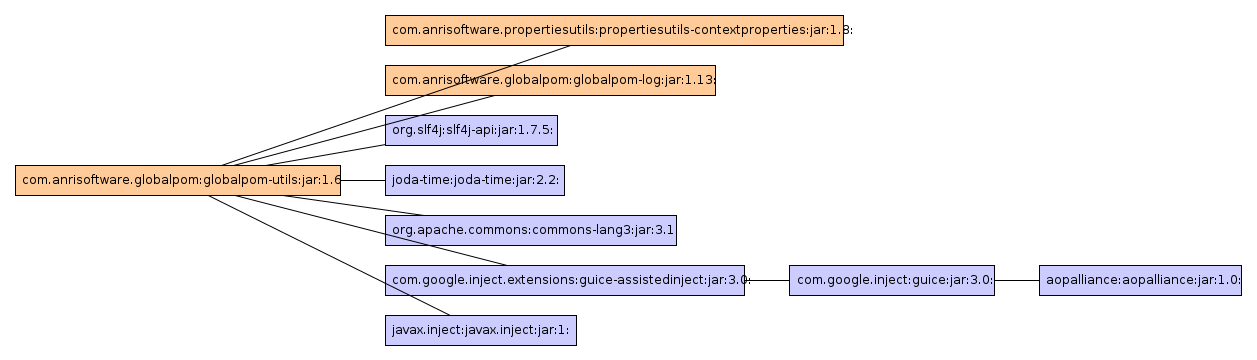 com.anrisoftware.propertiesutils:propertiesutils-contextproperties:jar:1.8:
com.anrisoftware.globalpom:globalpom-log:jar:1.13:
org.slf4j:slf4j-api:jar:1.7.5:
com.anrisoftware.globalpom:globalpom-utils:jar:1.6
joda-time:joda-time:jar:2.2:
org.apache.commons:commons-lang3:jar:3.1
com.google.inject.extensions:guice-assistedinject:jar:3.0:
com.google.inject:guice:jar:3.0:
aopalliance:aopalliance:jar:1.0:
javax.inject:javax.inject:jar:1: